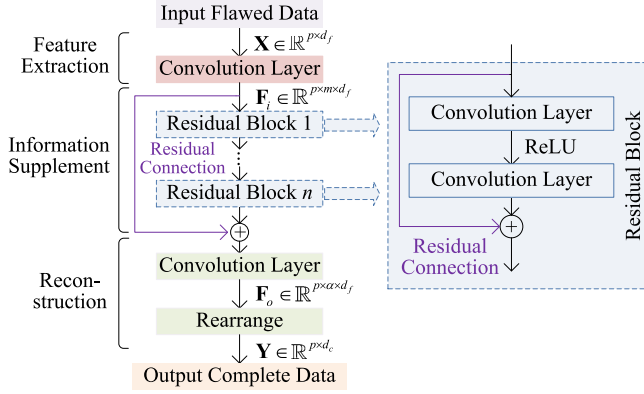 Input Flawed Data
X ∈ ℝ^{p×d_f}
Feature
Extraction
Convolution Layer
F_i ∈ ℝ^{p×m×d_f}
Information
Supplement
Residual Block 1
Residual
Connection
Residual Block n
+
Recon-
struction
Convolution Layer
F_o ∈ ℝ^{p×α×d_f}
Rearrange
Y ∈ ℝ^{p×d_c}
Output Complete Data
Convolution Layer
ReLU
Convolution Layer
+
Residual
Connection
Residual Block